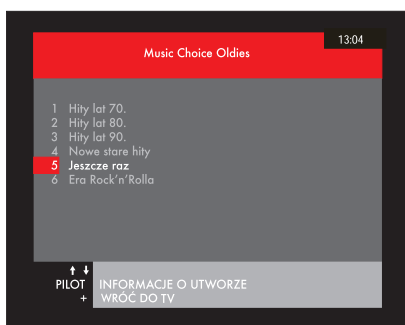 13:04
Music Choice Oldies
1 Hity lat 70.
2 Hity lat 80.
3 Hity lat 90.
4 Nowe stare hity
5 Jeszcze raz
6 Era Rock'n'Rolla
↑ ↓
PILOT INFORMACJE O UTWORZE
+ WRÓĆ DO TV